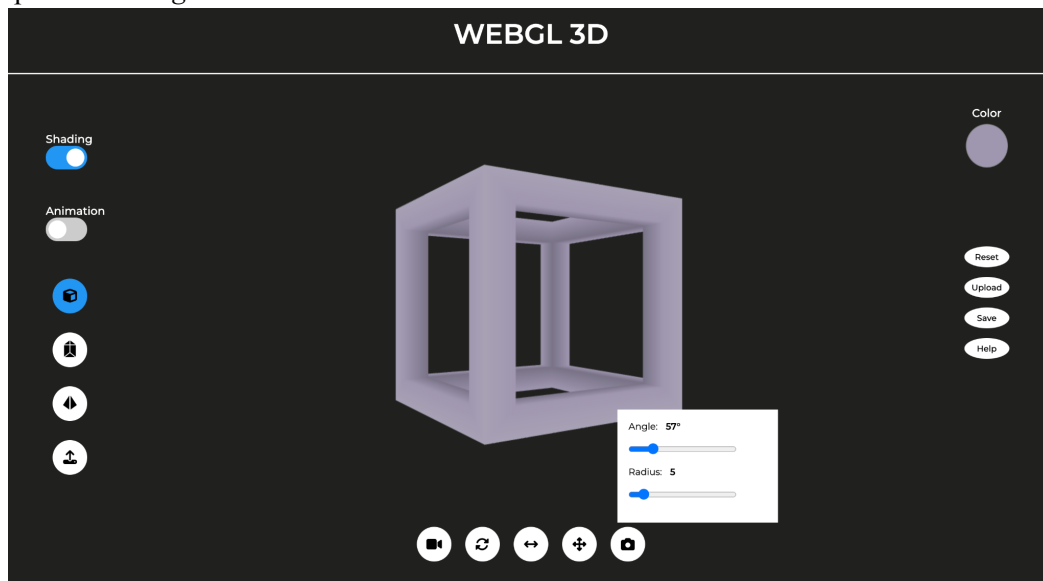 WEBGL 3D
Shading
Color
Animation
Reset
Upload
Save
Help
Angle: 57°
Radius: 5